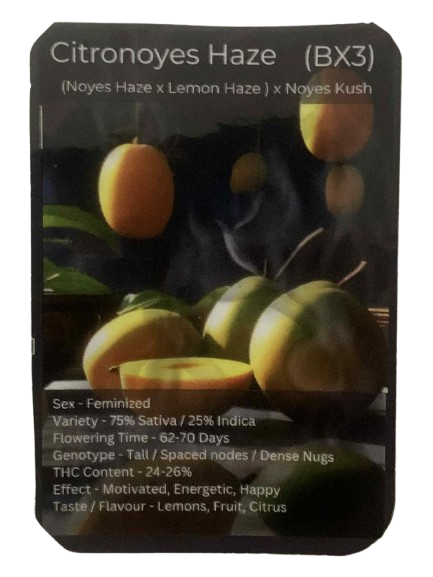 Citronoyes Haze (BX3)
(Noyes Haze x Lemon Haze ) x Noyes Kush
Sex - Feminized
Variety - 75% Sativa / 25% Indica
Flowering Time - 62-70 Days
Genotype - Tall / Spaced nodes / Dense Nugs
THC Content - 24-26%
Effect - Motivated, Energetic, Happy
Taste / Flavour - Lemons, Fruit, Citrus